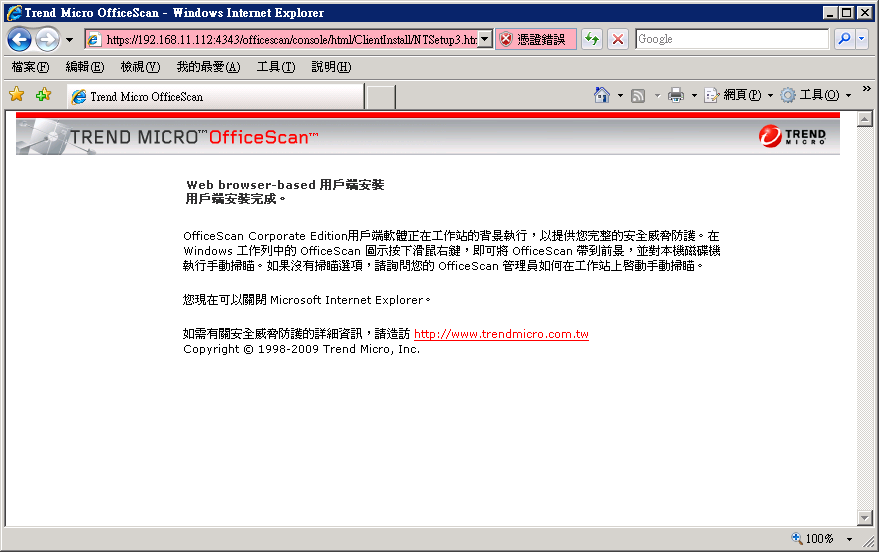 Trend Micro OfficeScan - Windows Internet Explorer
https://192.168.11.112:4343/officescan/console/html/ClientInstall/NTSetup3.htm
憑證錯誤
Google
檔案(F) 編輯(E) 檢視(V) 我的最愛(A) 工具(T) 說明(H)
Trend Micro OfficeScan
網頁(P)
工具(O)
TREND MICRO™ OfficeScan™
TREND MICRO
Web browser-based 用戶端安裝
用戶端安裝完成。
OfficeScan Corporate Edition用戶端軟體正在工作站的背景執行，以提供您完整的安全威脅防護。在
Windows 工作列中的 OfficeScan 圖示按下滑鼠右鍵，即可將 OfficeScan 帶到前景，並對本機磁碟機
執行手動掃瞄。如果沒有掃瞄選項，請詢問您的 OfficeScan 管理員如何在工作站上啟動手動掃瞄。
您現在可以關閉 Microsoft Internet Explorer。
如需有關安全威脅防護的詳細資訊，請造訪 http://www.trendmicro.com.tw
Copyright © 1998-2009 Trend Micro, Inc.
100%